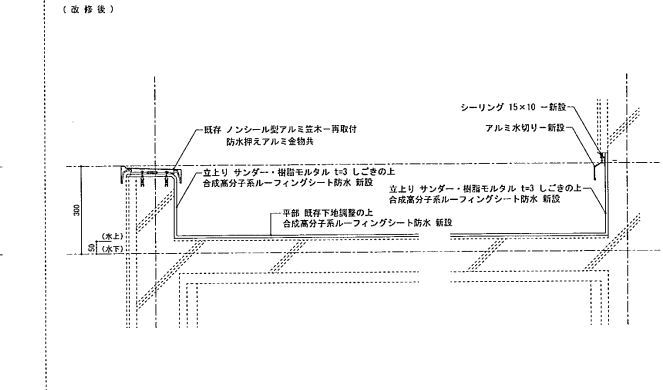 (改修後)
シーリング 15×10 ー新設
アルミ水切りー新設
既存 ノンシール型アルミ笠木ー再取付
防水押えアルミ金物共
立上り サンダー・樹脂モルタル t=3 しごきの上
合成高分子系ルーフィングシート防水 新設
立上り サンダー・樹脂モルタル t=3 しごきの上
合成高分子系ルーフィングシート防水 新設
平部 既存下地調整の上
合成高分子系ルーフィングシート防水 新設
300
50
(水上)
(水下)